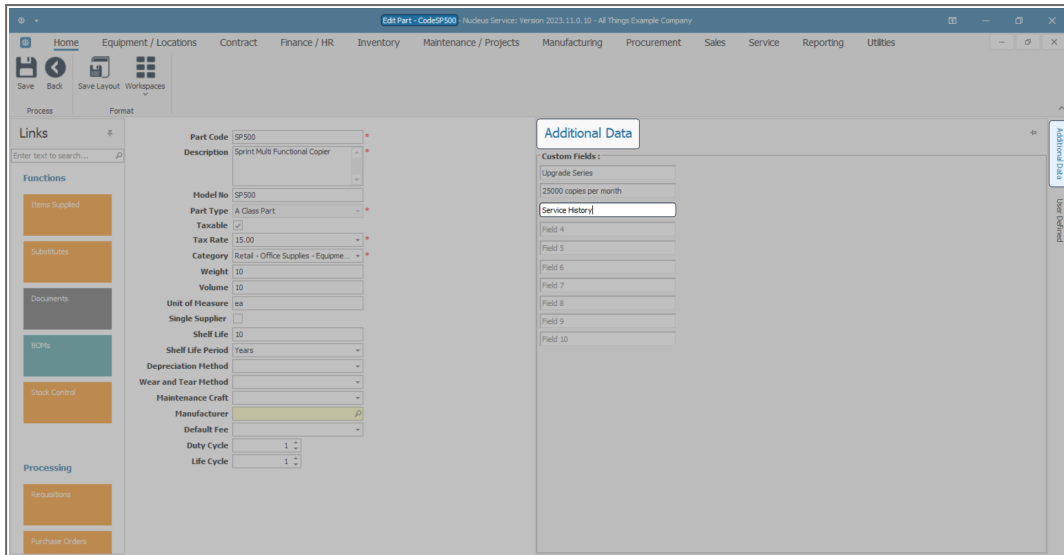 Edit Part - CodeSP500 - Nucleus Service: Version 2023.11.0.10 - All Things Example Company
Home Equipment / Locations Contract Finance / HR Inventory Maintenance / Projects Manufacturing Procurement Sales Service Reporting Utilities
Save Back Save Layout Workspaces
Process Format
Links
Enter text to search...
Functions
Items Supplied
Substitutes
Documents
BOMs
Stock Control
Processing
Requisitions
Purchase Orders
Part Code SP500 *
Description Sprint Multi Functional Copier *
Model No SP500
Part Type A Class Part *
Taxable
Tax Rate 15.00 *
Category Retail - Office Supplies - Equipme... *
Weight 10
Volume 10
Unit of Measure ea
Single Supplier
Shelf Life 10
Shelf Life Period Years
Depreciation Method
Wear and Tear Method
Maintenance Craft
Manufacturer
Default Fee
Duty Cycle 1
Life Cycle 1
Additional Data
Custom Fields :
Upgrade Series
25000 copies per month
Service History
Field 4
Field 5
Field 6
Field 7
Field 8
Field 9
Field 10
Additional Data
User Defined